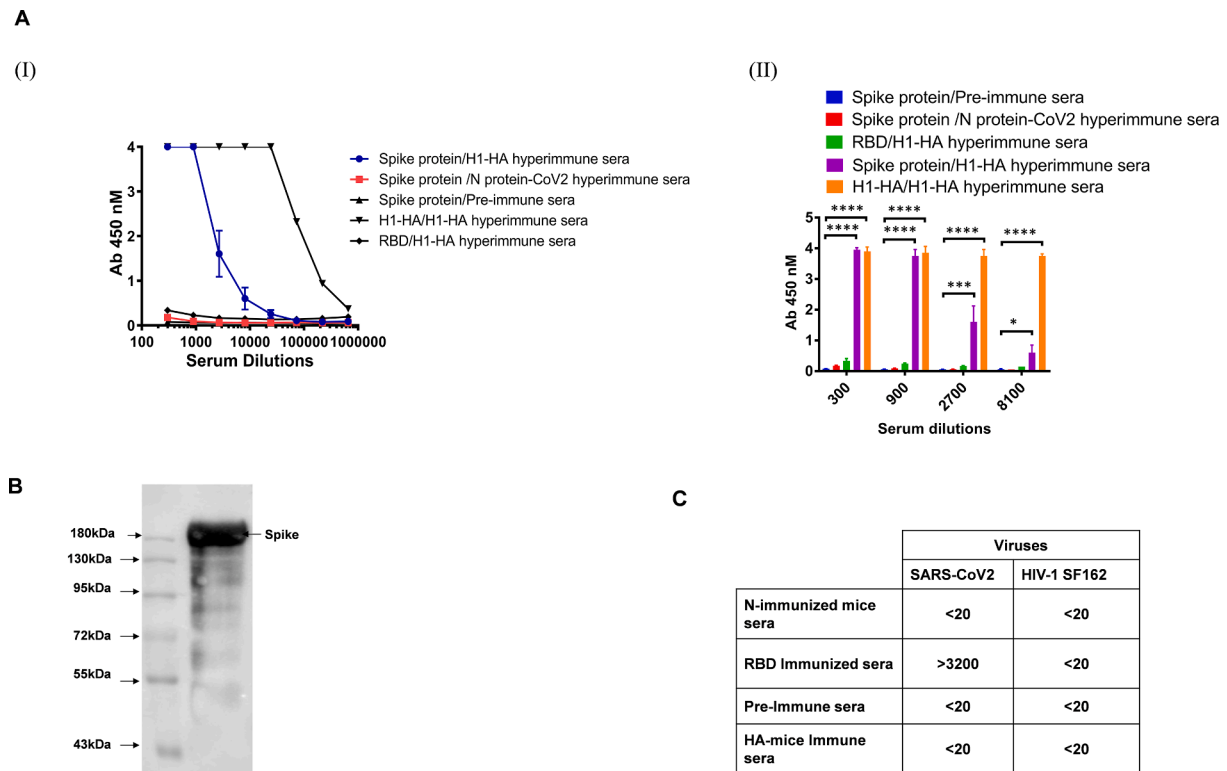 A
(I)
4
3
2
1
0
Ab 450 nM
100 1000 10000 100000 1000000
Serum Dilutions
Spike protein/H1-HA hyperimmune sera
Spike protein /N protein-CoV2 hyperimmune sera
Spike protein/Pre-immune sera
H1-HA/H1-HA hyperimmune sera
RBD/H1-HA hyperimmune sera
(II)
Spike protein/Pre-immune sera
Spike protein /N protein-CoV2 hyperimmune sera
RBD/H1-HA hyperimmune sera
Spike protein/H1-HA hyperimmune sera
H1-HA/H1-HA hyperimmune sera
**** **** **** ****
**** ****
***
*
5
4
3
2
1
0
Ab 450 nM
300 900 2700 8100
Serum dilutions
B
180kDa
Spike
130kDa
95kDa
72kDa
55kDa
43kDa
C
Viruses
SARS-CoV2 HIV-1 SF162
N-immunized mice
sera
<20 <20
RBD Immunized sera >3200 <20
Pre-Immune sera <20 <20
HA-mice Immune
sera
<20 <20